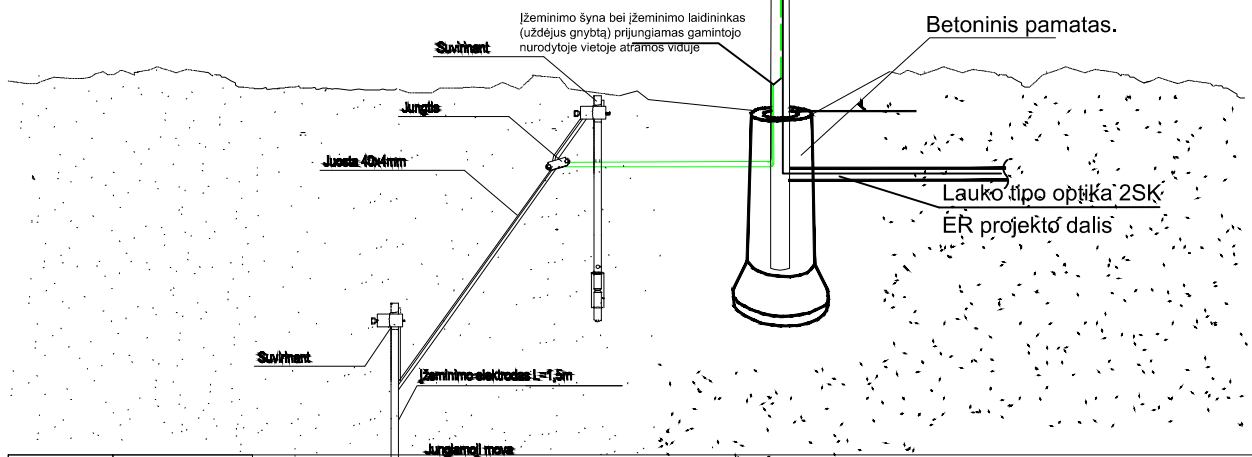 Įžeminimo šyna bei įžeminimo laidininkas
(uždėjus gnybtą) prijungiamas gamintojo
nurodytoje vietoje atramos viduje
Betoninis pamatas.
Suvirinant
Jungtis
Juosta 40x4mm
Lauko tipo optika 2SK
ER projekto dalis
Suvirinant
Įžeminimo elektrodas L=1,5m
Jungiamoji mova